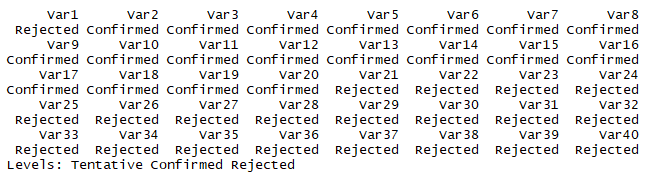 Var1 Var2 Var3 Var4 Var5 Var6 Var7 Var8
Rejected Confirmed Confirmed Confirmed Confirmed Confirmed Confirmed Confirmed
Var9 Var10 Var11 Var12 Var13 Var14 Var15 Var16
Confirmed Confirmed Confirmed Confirmed Confirmed Confirmed Confirmed Confirmed
Var17 Var18 Var19 Var20 Var21 Var22 Var23 Var24
Confirmed Confirmed Confirmed Confirmed Rejected Rejected Rejected Rejected
Var25 Var26 Var27 Var28 Var29 Var30 Var31 Var32
Rejected Rejected Rejected Rejected Rejected Rejected Rejected Rejected
Var33 Var34 Var35 Var36 Var37 Var38 Var39 Var40
Rejected Rejected Rejected Rejected Rejected Rejected Rejected Rejected
Levels: Tentative Confirmed Rejected